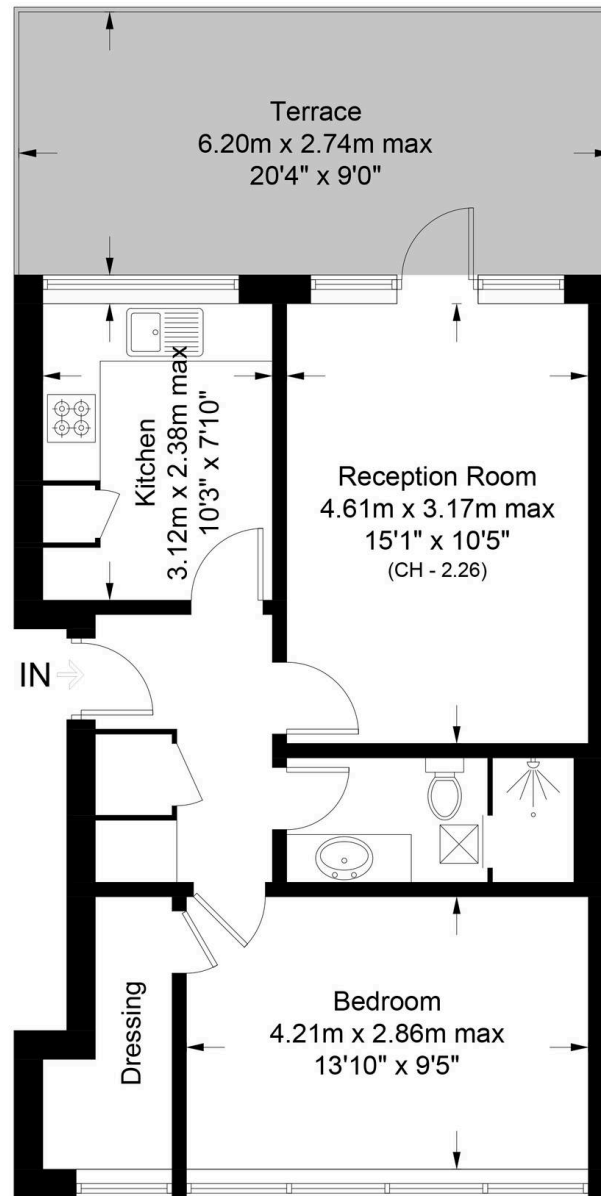 Terrace
6.20m x 2.74m max
20'4" x 9'0"
Kitchen
3.12m x 2.38m max
10'3" x 7'10"
Reception Room
4.61m x 3.17m max
15'1" x 10'5"
(CH - 2.26)
IN
Dressing
Bedroom
4.21m x 2.86m max
13'10" x 9'5"